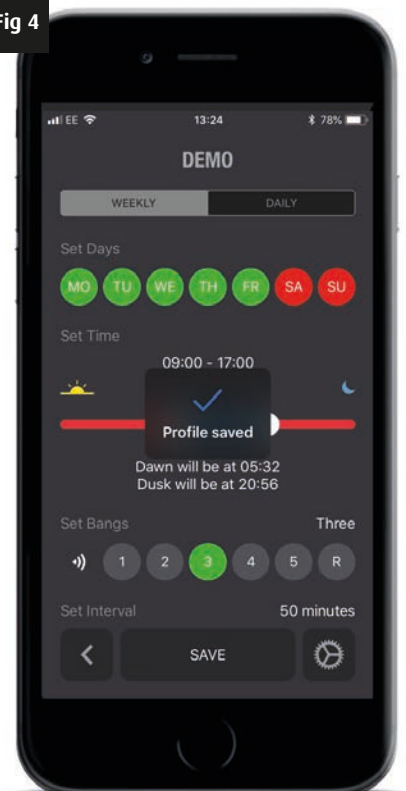 Fig 4
EE 13:24 78%
DEMO
WEEKLY DAILY
Set Days
MO TU WE TH FR SA SU
Set Time
09:00 - 17:00
Profile saved
Dawn will be at 05:32
Dusk will be at 20:56
Set Bangs Three
1 2 3 4 5 R
Set Interval 50 minutes
SAVE